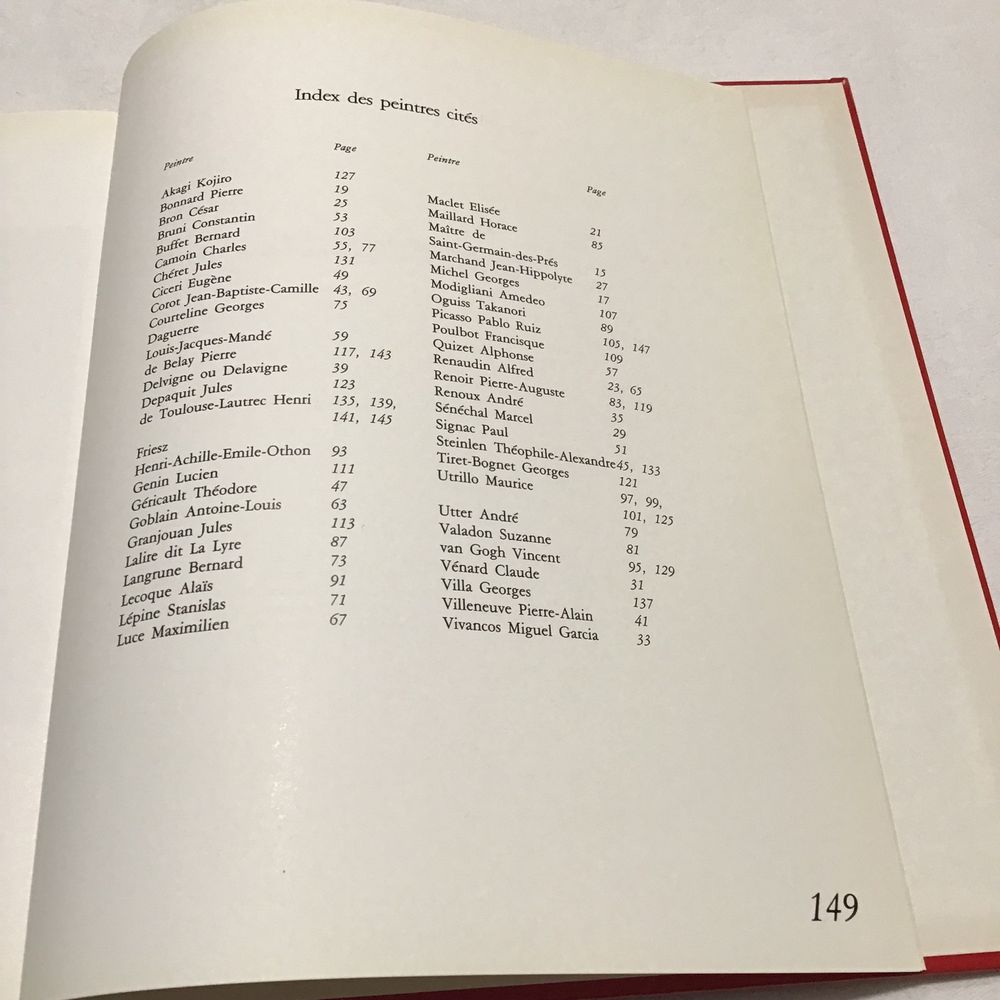 Index des peintres cités
Peintre Page
Akagi Kojiro 127
Bonnard Pierre 19
Bron César 25
Bruni Constantin 53
Buffet Bernard 103
Camoin Charles 55, 77
Chéret Jules 131
Ciceri Eugène 49
Corot Jean-Baptiste-Camille 43, 69
Courteline Georges 75
Daguerre
Louis-Jacques-Mandé 59
de Belay Pierre 117, 143
Delvigne ou Delavigne 39
Depaquit Jules 123
de Toulouse-Lautrec Henri 135, 139,
141, 145
Friesz
Henri-Achille-Emile-Othon 93
Genin Lucien 111
Géricault Théodore 47
Goblain Antoine-Louis 63
Granjouan Jules 113
Lalire dit La Lyre 87
Langrune Bernard 73
Lecoque Alaïs 91
Lépine Stanislas 71
Luce Maximilien 67
Peintre Page
Maclet Elisée 21
Maillard Horace 85
Maître de
Saint-Germain-des-Prés 15
Marchand Jean-Hippolyte 27
Michel Georges 17
Modigliani Amedeo 107
Oguiss Takanori 89
Picasso Pablo Ruiz 105, 147
Poulbot Francisque 109
Quizet Alphonse 57
Renaudin Alfred 23, 65
Renoir Pierre-Auguste 83, 119
Renoux André 35
Sénéchal Marcel 29
Signac Paul 51
Steinlen Théophile-Alexandre 45, 133
Tiret-Bognet Georges 121
Utrillo Maurice 97, 99,
101, 125
Utter André 79
Valadon Suzanne 81
van Gogh Vincent 95, 129
Vénard Claude 31
Villa Georges 137
Villeneuve Pierre-Alain 41
Vivancos Miguel Garcia 33
149